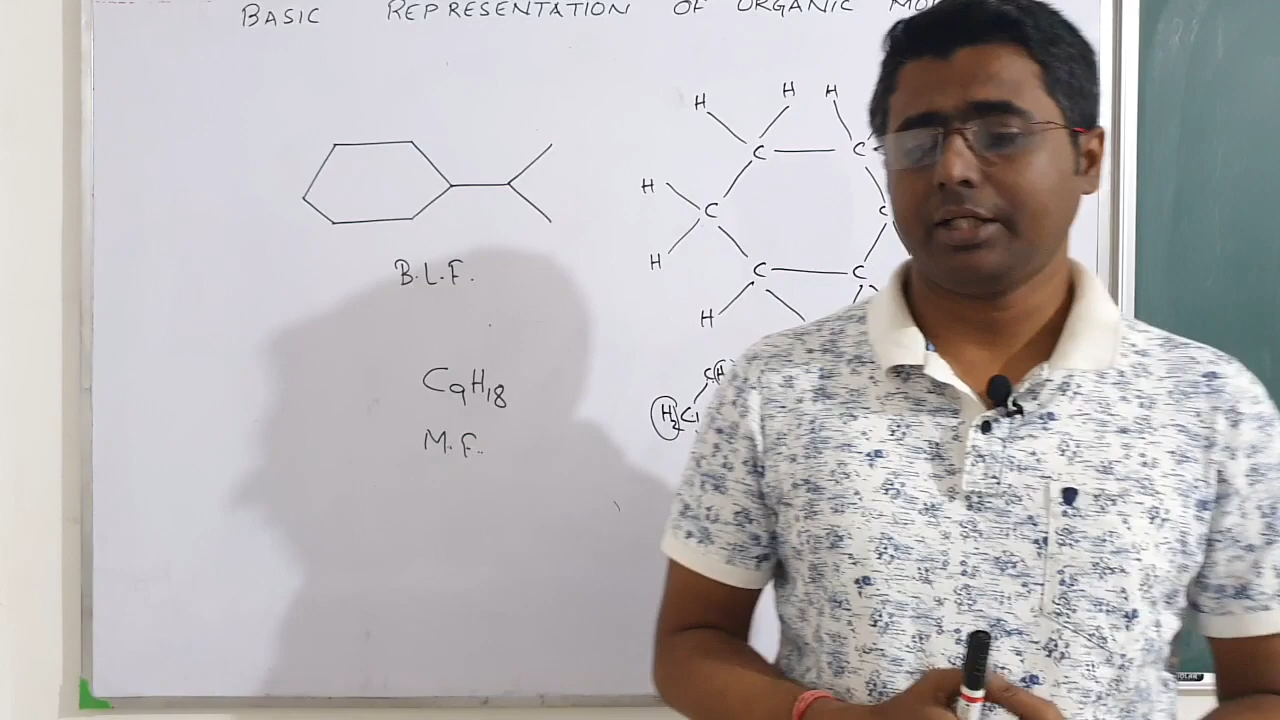 BASIC REPRESENTATION OF ORGANIC
H H H
C C
H C C
H C C
H
B.L.F.
C9H18
M.F.